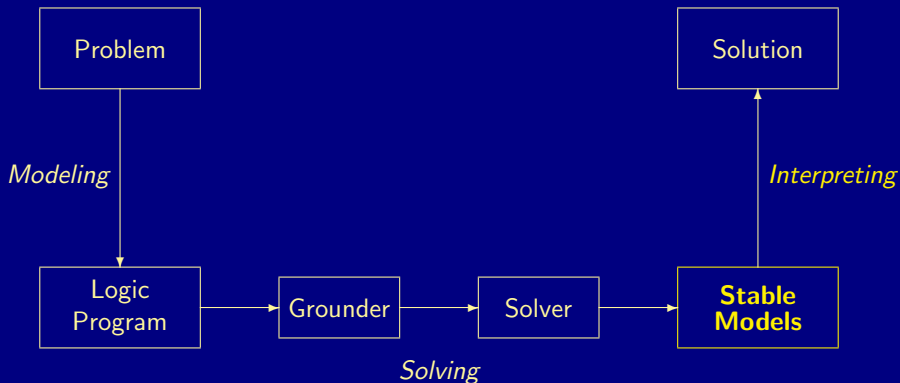 Problem
Solution
Modeling
Interpreting
Logic
Program
Grounder
Solver
Stable
Models
Solving